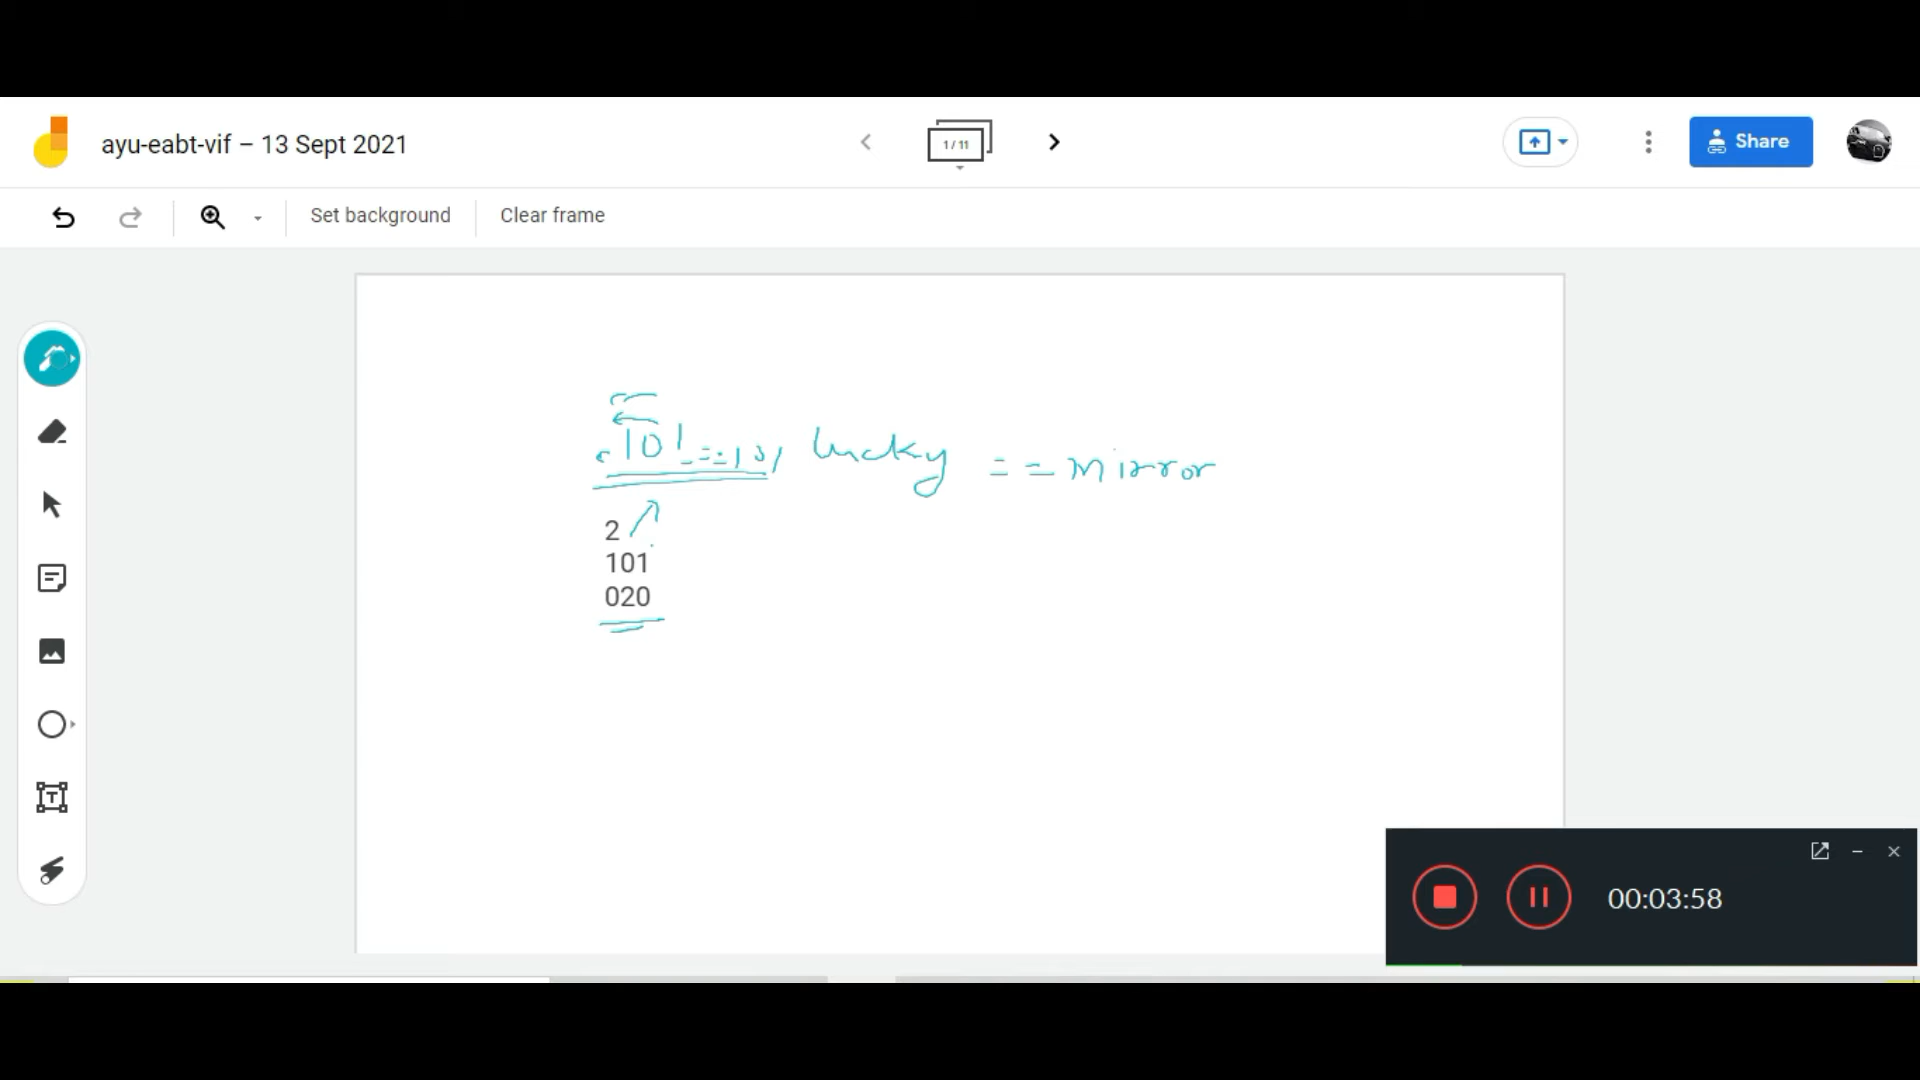 ayu-eabt-vif – 13 Sept 2021
1 / 11
Share
Set background
Clear frame
101 == 101 lucky == mirror
2
101
020
00:03:58